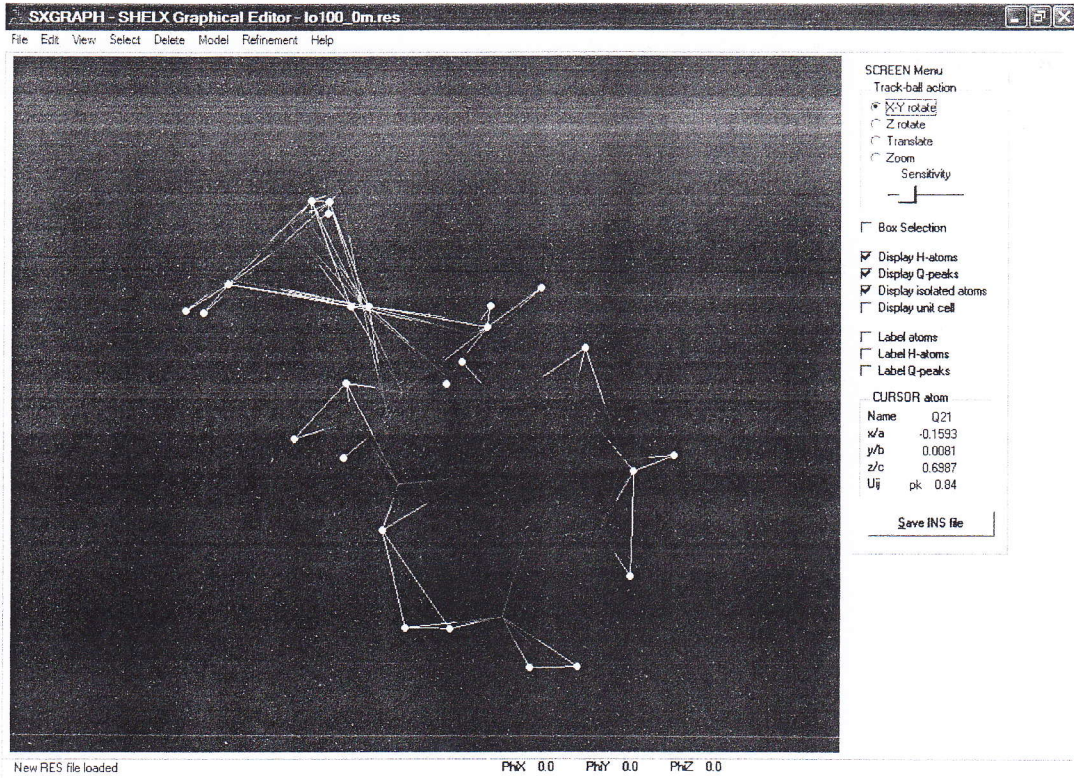 SXGRAPH - SHELX Graphical Editor - lo100_0m.res
File Edit View Select Delete Model Refinement Help
SCREEN Menu
Track-ball action
X-Y rotate
Z rotate
Translate
Zoom
Sensitivity
Box Selection
Display H-atoms
Display Q-peaks
Display isolated atoms
Display unit cell
Label atoms
Label H-atoms
Label Q-peaks
CURSOR atom
Name Q21
x/a -0.1593
y/b 0.0081
z/c 0.6987
Uij pk 0.84
Save INS file
New RES file loaded
PhiX 0.0 PhiY 0.0 PhiZ 0.0